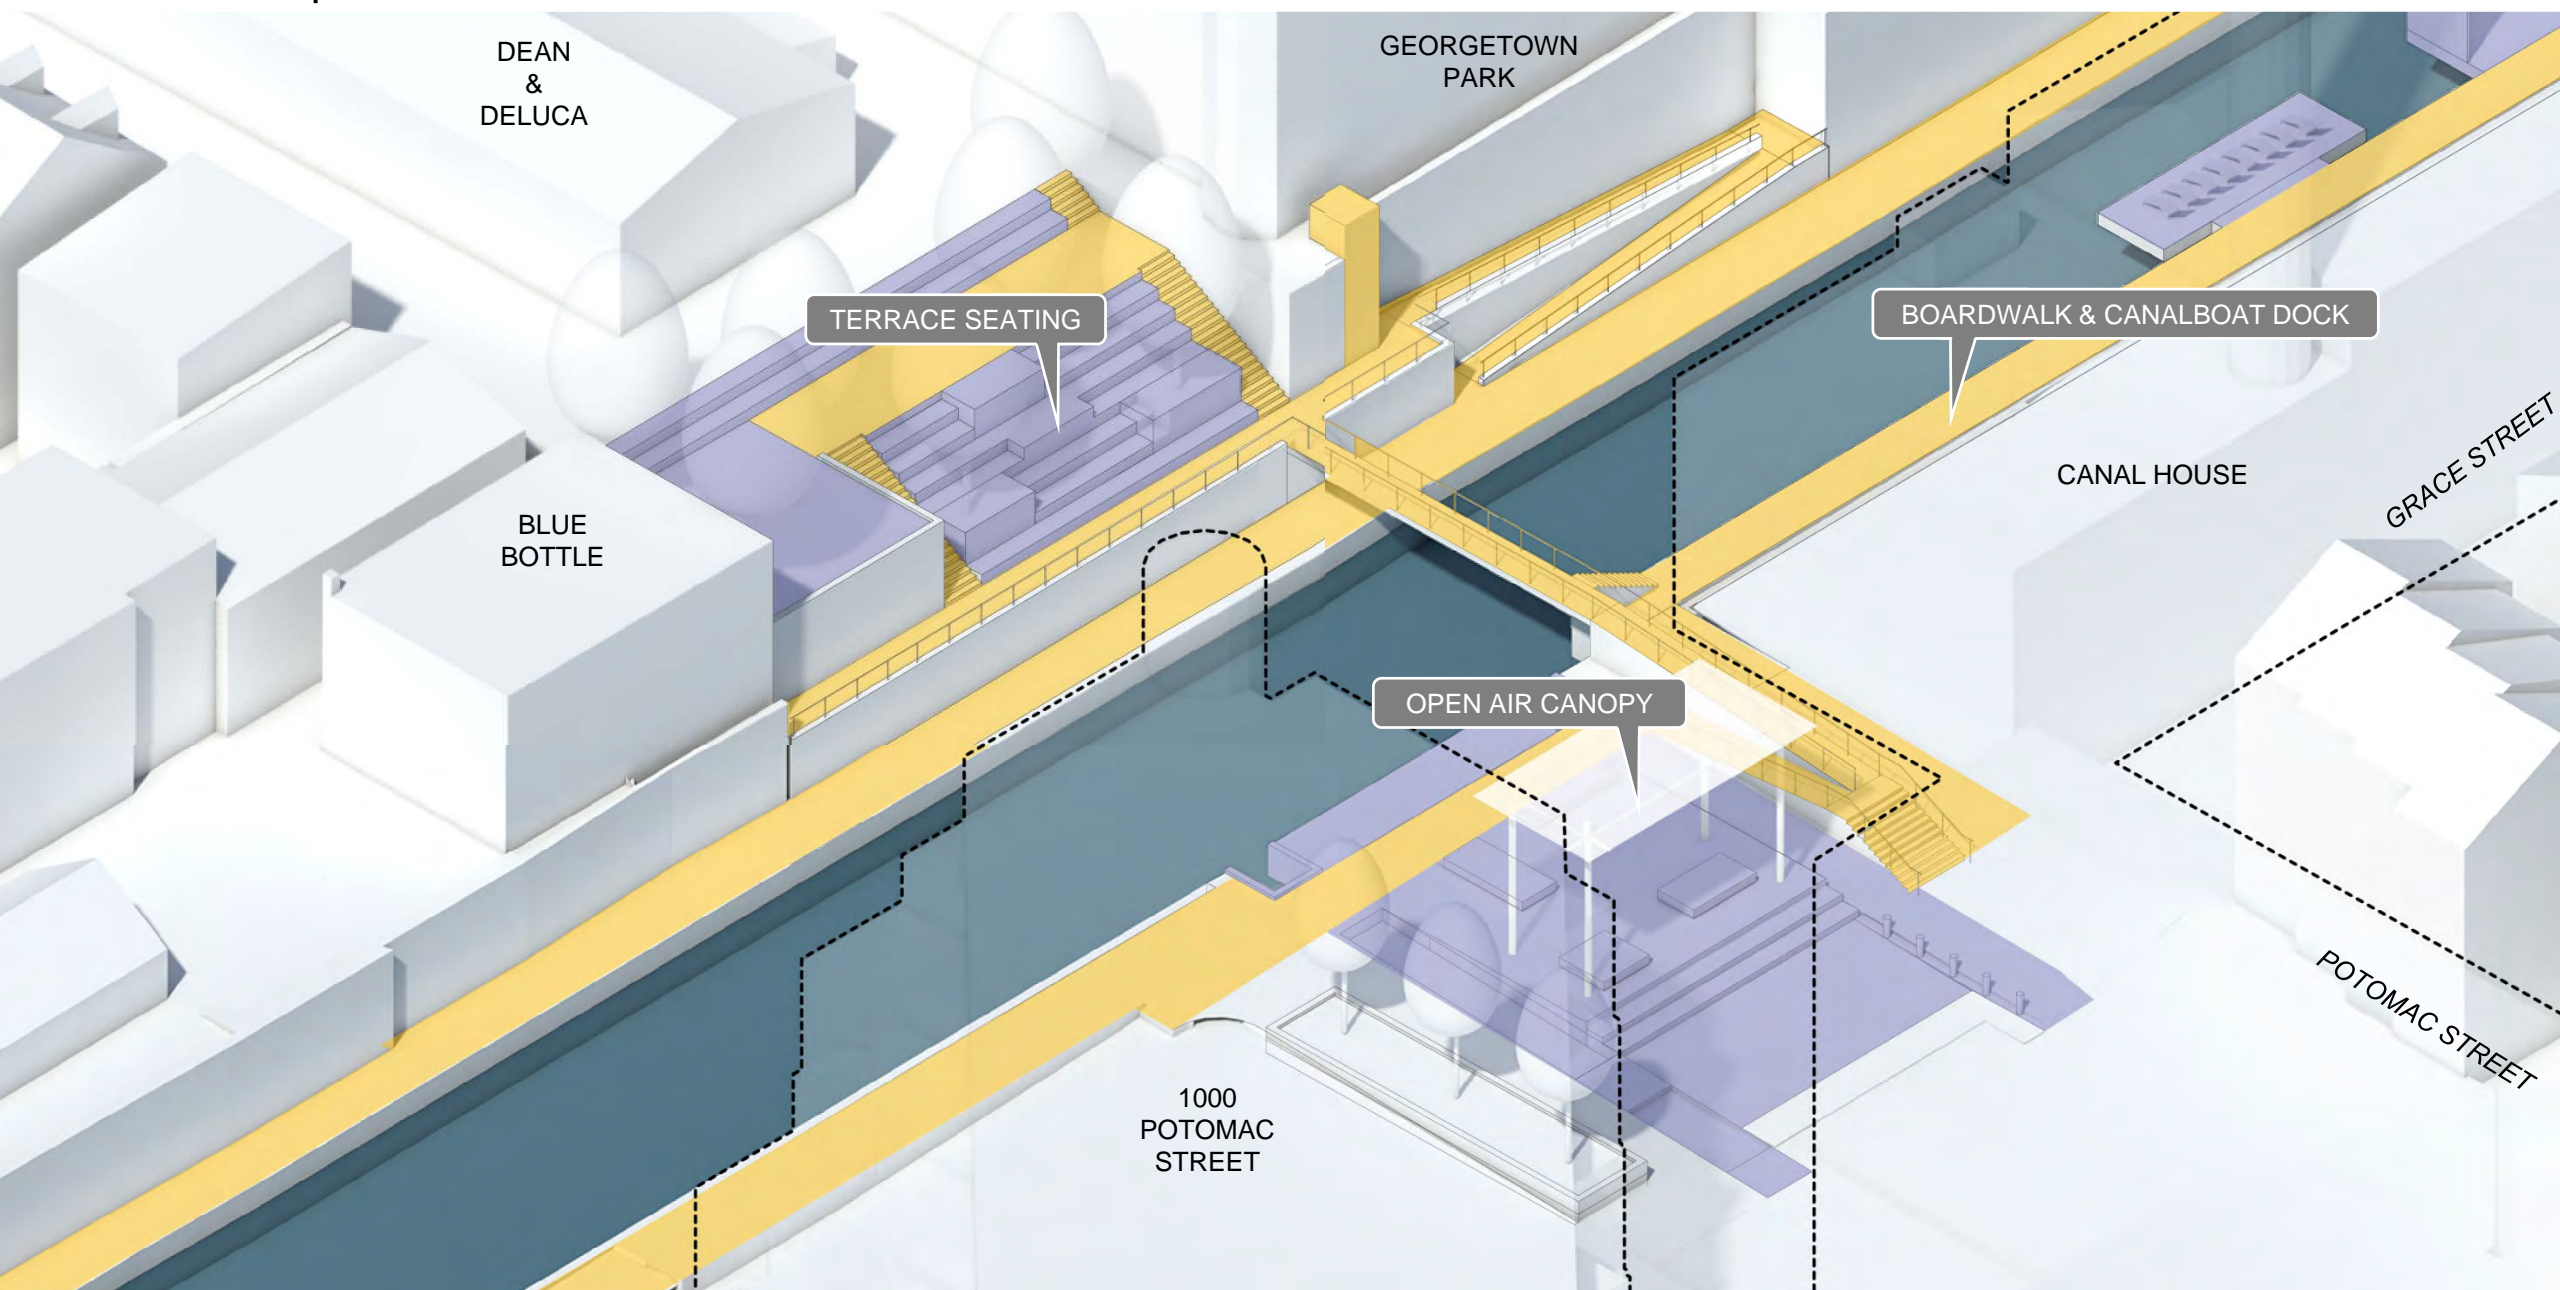 DEAN
&
DELUCA
GEORGETOWN
PARK
TERRACE SEATING
BOARDWALK & CANALBOAT DOCK
CANAL HOUSE
GRACE STREET
BLUE
BOTTLE
OPEN AIR CANOPY
POTOMAC STREET
1000
POTOMAC
STREET